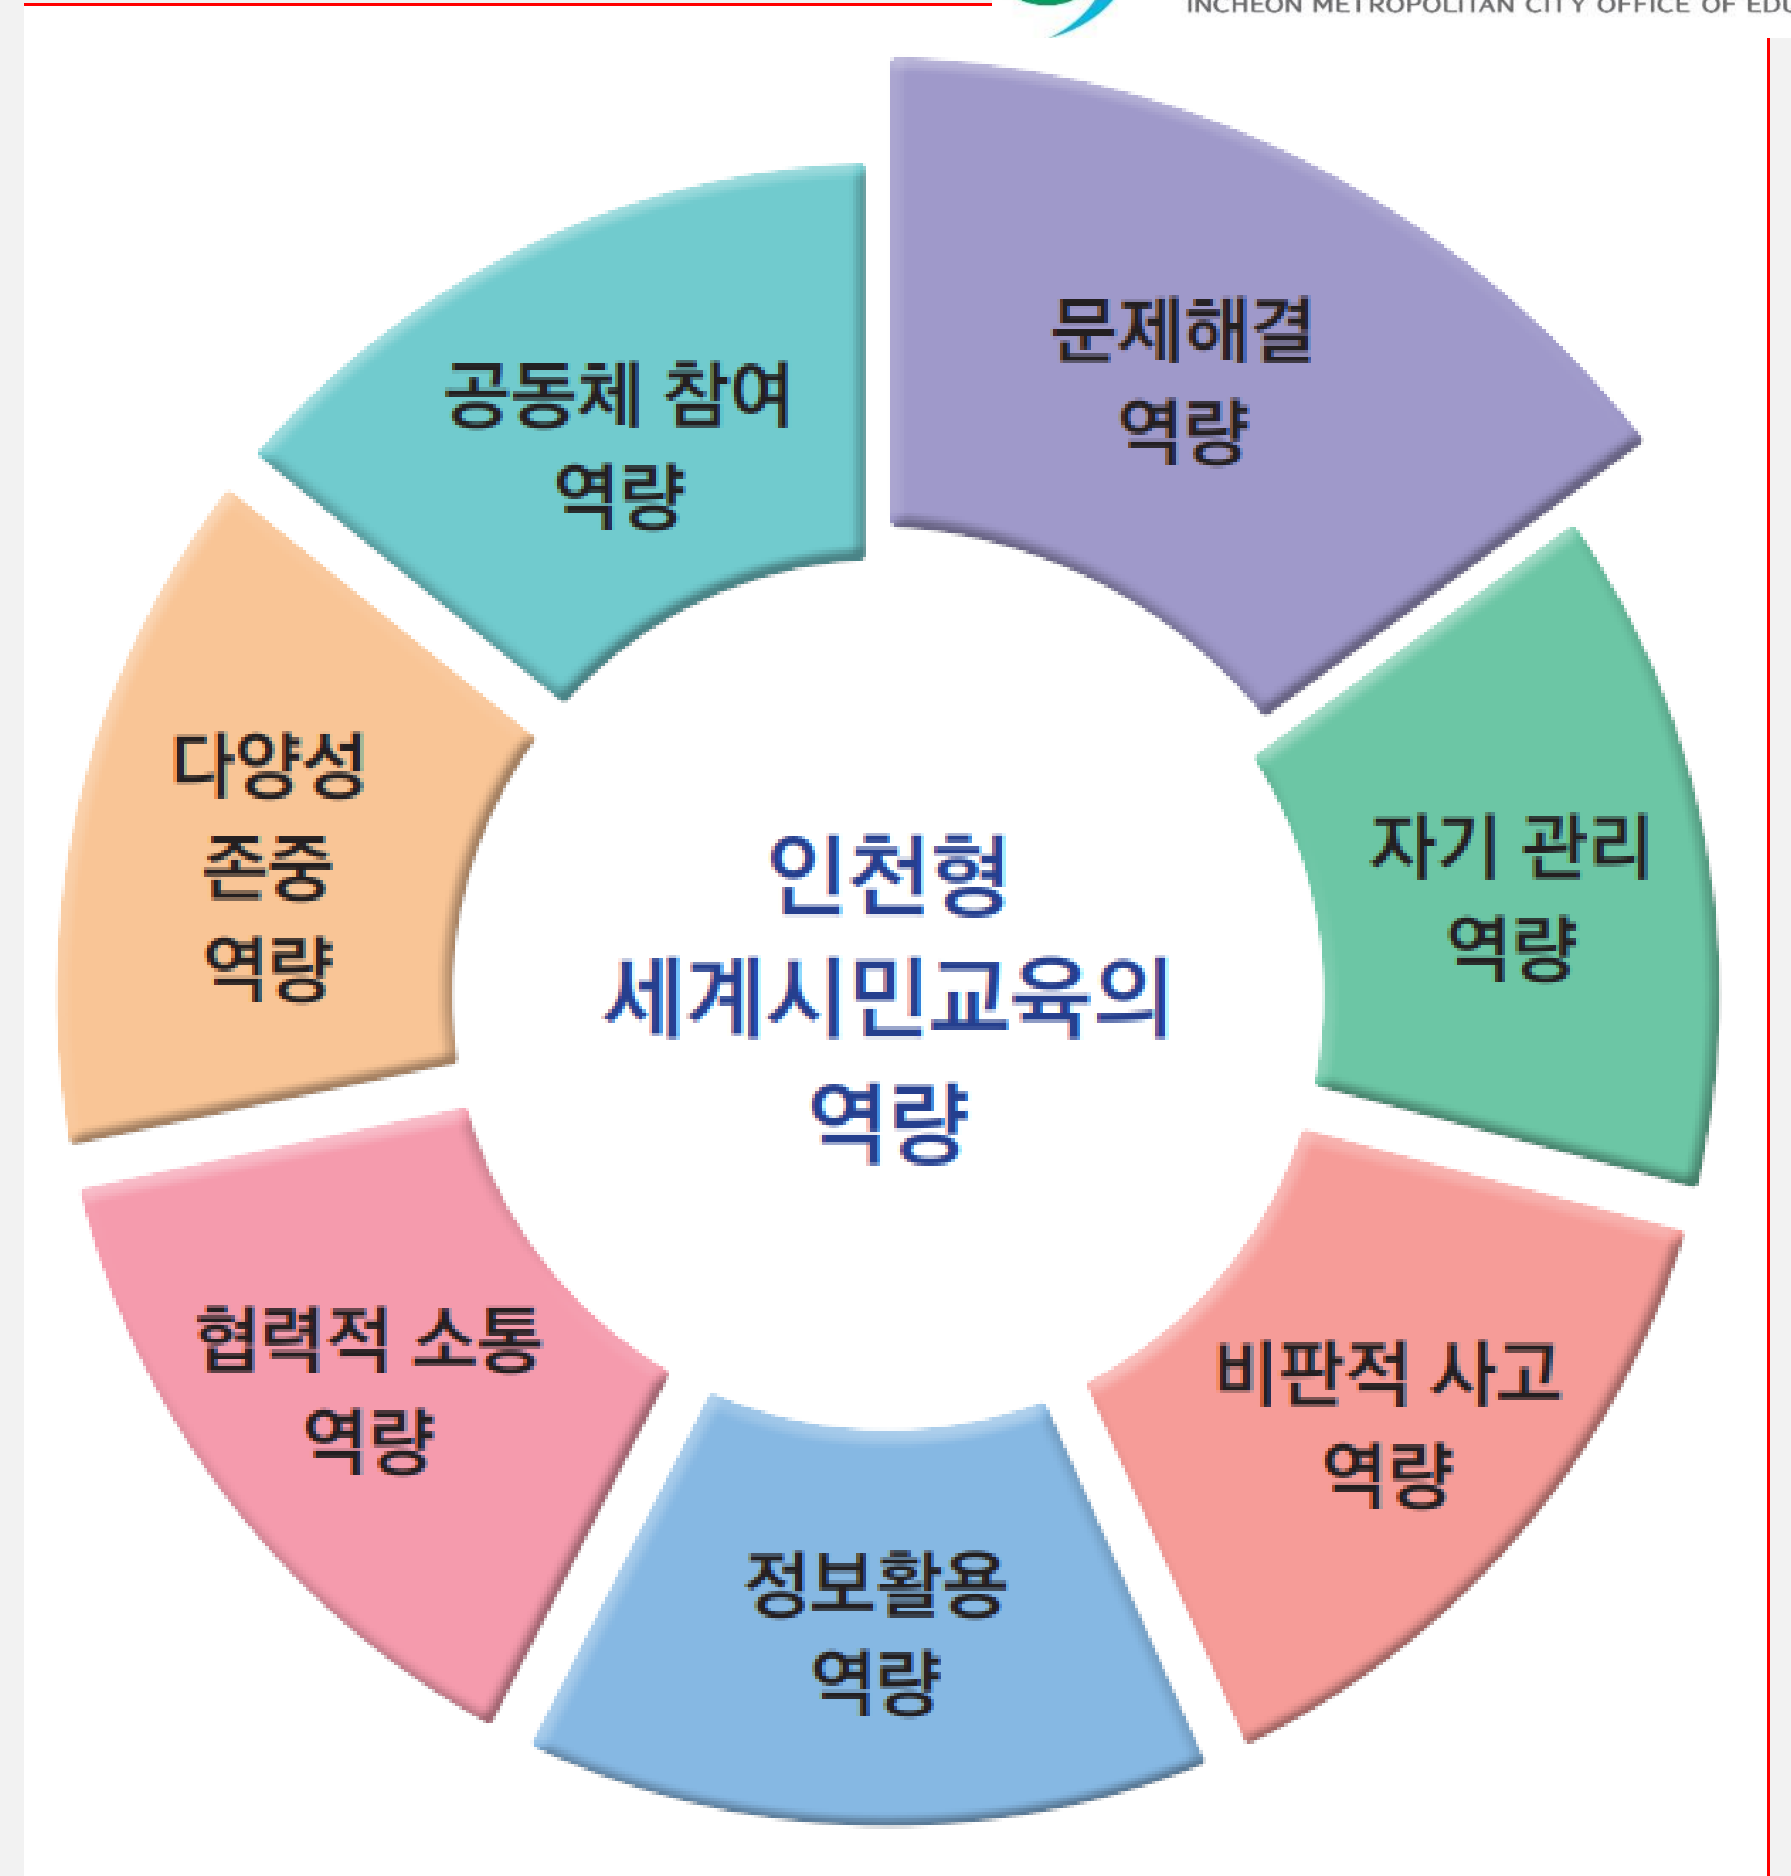 INCHEON METROPOLITAN CITY OFFICE OF
문제해결
역량
자기 관리
역량
비판적 사고
역량
정보활용
역량
협력적 소통
역량
다양성
존중
역량
공동체 참여
역량
인천형
세계시민교육의
역량